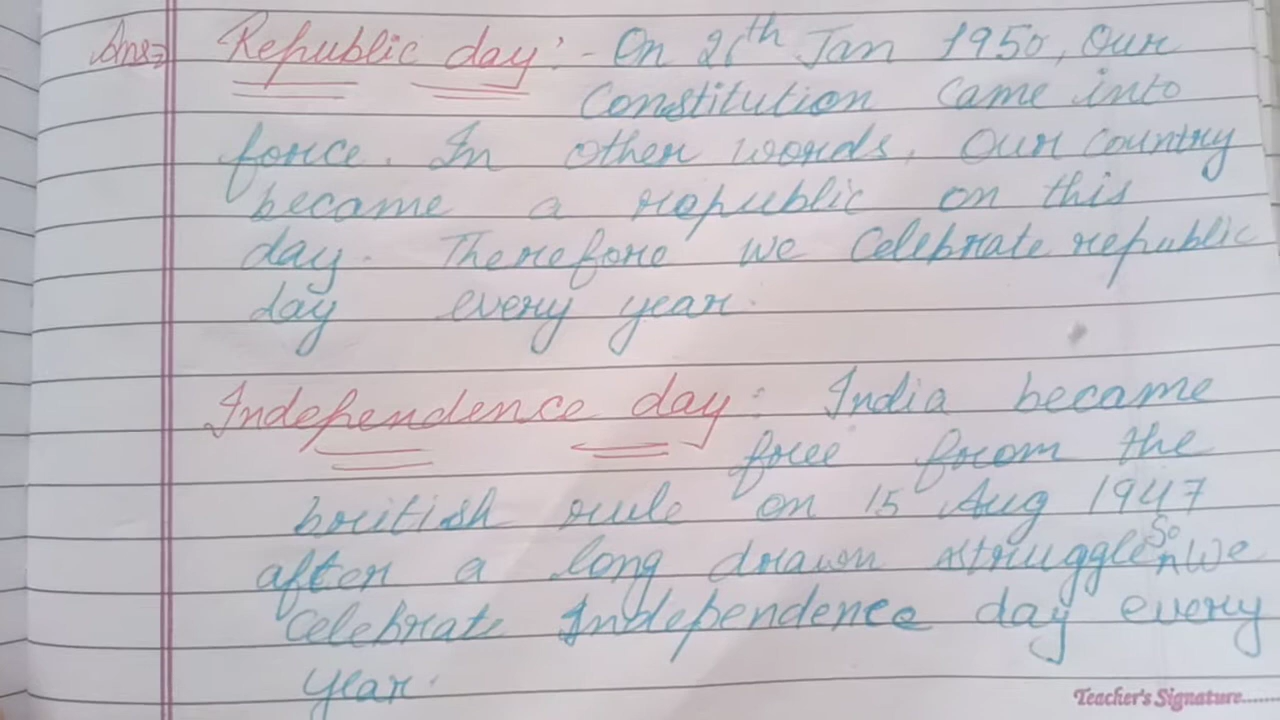 Ans⇒ Republic day:- On 26th Jan 1950, Our
Constitution came into
force. In other words, Our country
became a republic on this
day. Therefore we celebrate republic
day every year.
Independence day: India became
free from the
british rule on 15 Aug 1947
after a long drawn struggle So We
Celebrate Independence day every
year.
Teacher's Signature.......